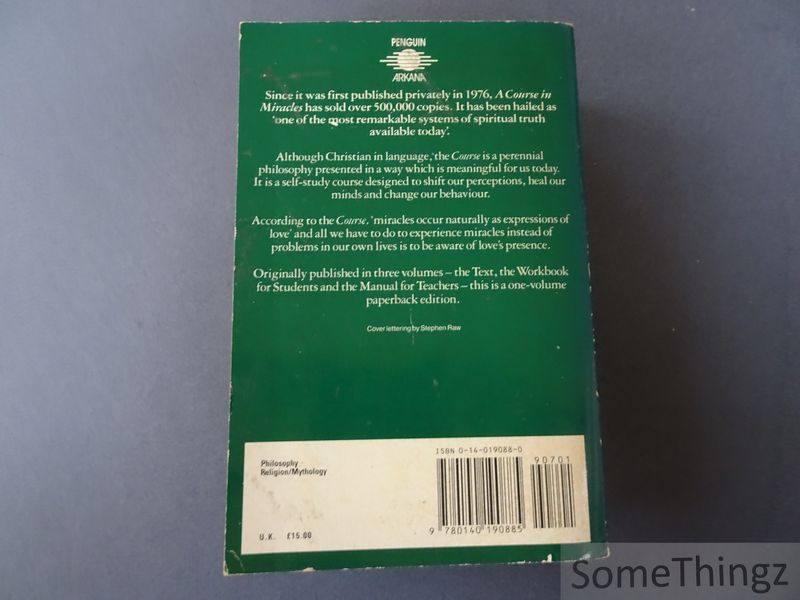 PENGUIN
ARKANA
Since it was first published privately in 1976, A Course in
Miracles has sold over 500,000 copies. It has been hailed as
'one of the most remarkable systems of spiritual truth
available today'.
Although Christian in language, the Course is a perennial
philosophy presented in a way which is meaningful for us today.
It is a self-study course designed to shift our perceptions, heal our
minds and change our behaviour.
According to the Course, 'miracles occur naturally as expressions of
love' and all we have to do to experience miracles instead of
problems in our own lives is to be aware of love's presence.
Originally published in three volumes – the Text, the Workbook
for Students and the Manual for Teachers – this is a one-volume
paperback edition.
Cover lettering by Stephen Raw
Philosophy
Religion/Mythology
U.K. £15.00
ISBN 0-14-019088-0
90701
9 780140 190885
SomeThingz